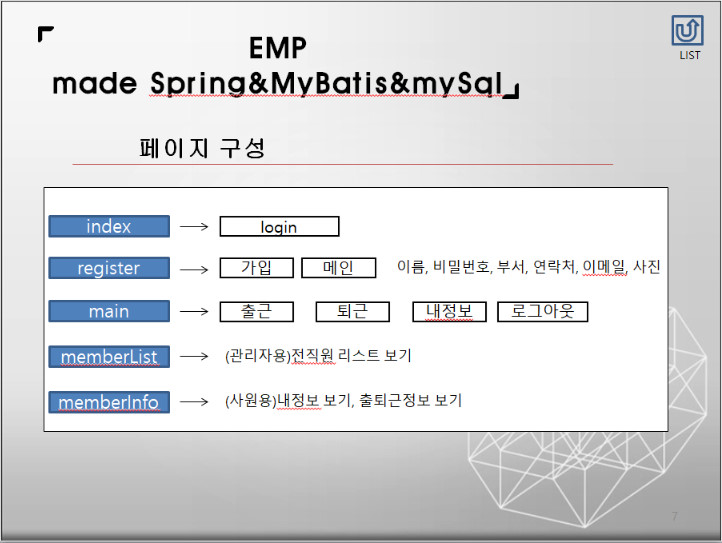 EMP
LIST
made Spring&MyBatis&mySql
페이지 구성
index login
register 가입 메인 이름, 비밀번호, 부서, 연락처, 이메일, 사진
main 출근 퇴근 내정보 로그아웃
memberList (관리자용)전직원 리스트 보기
memberInfo (사원용)내정보 보기, 출퇴근정보 보기
7